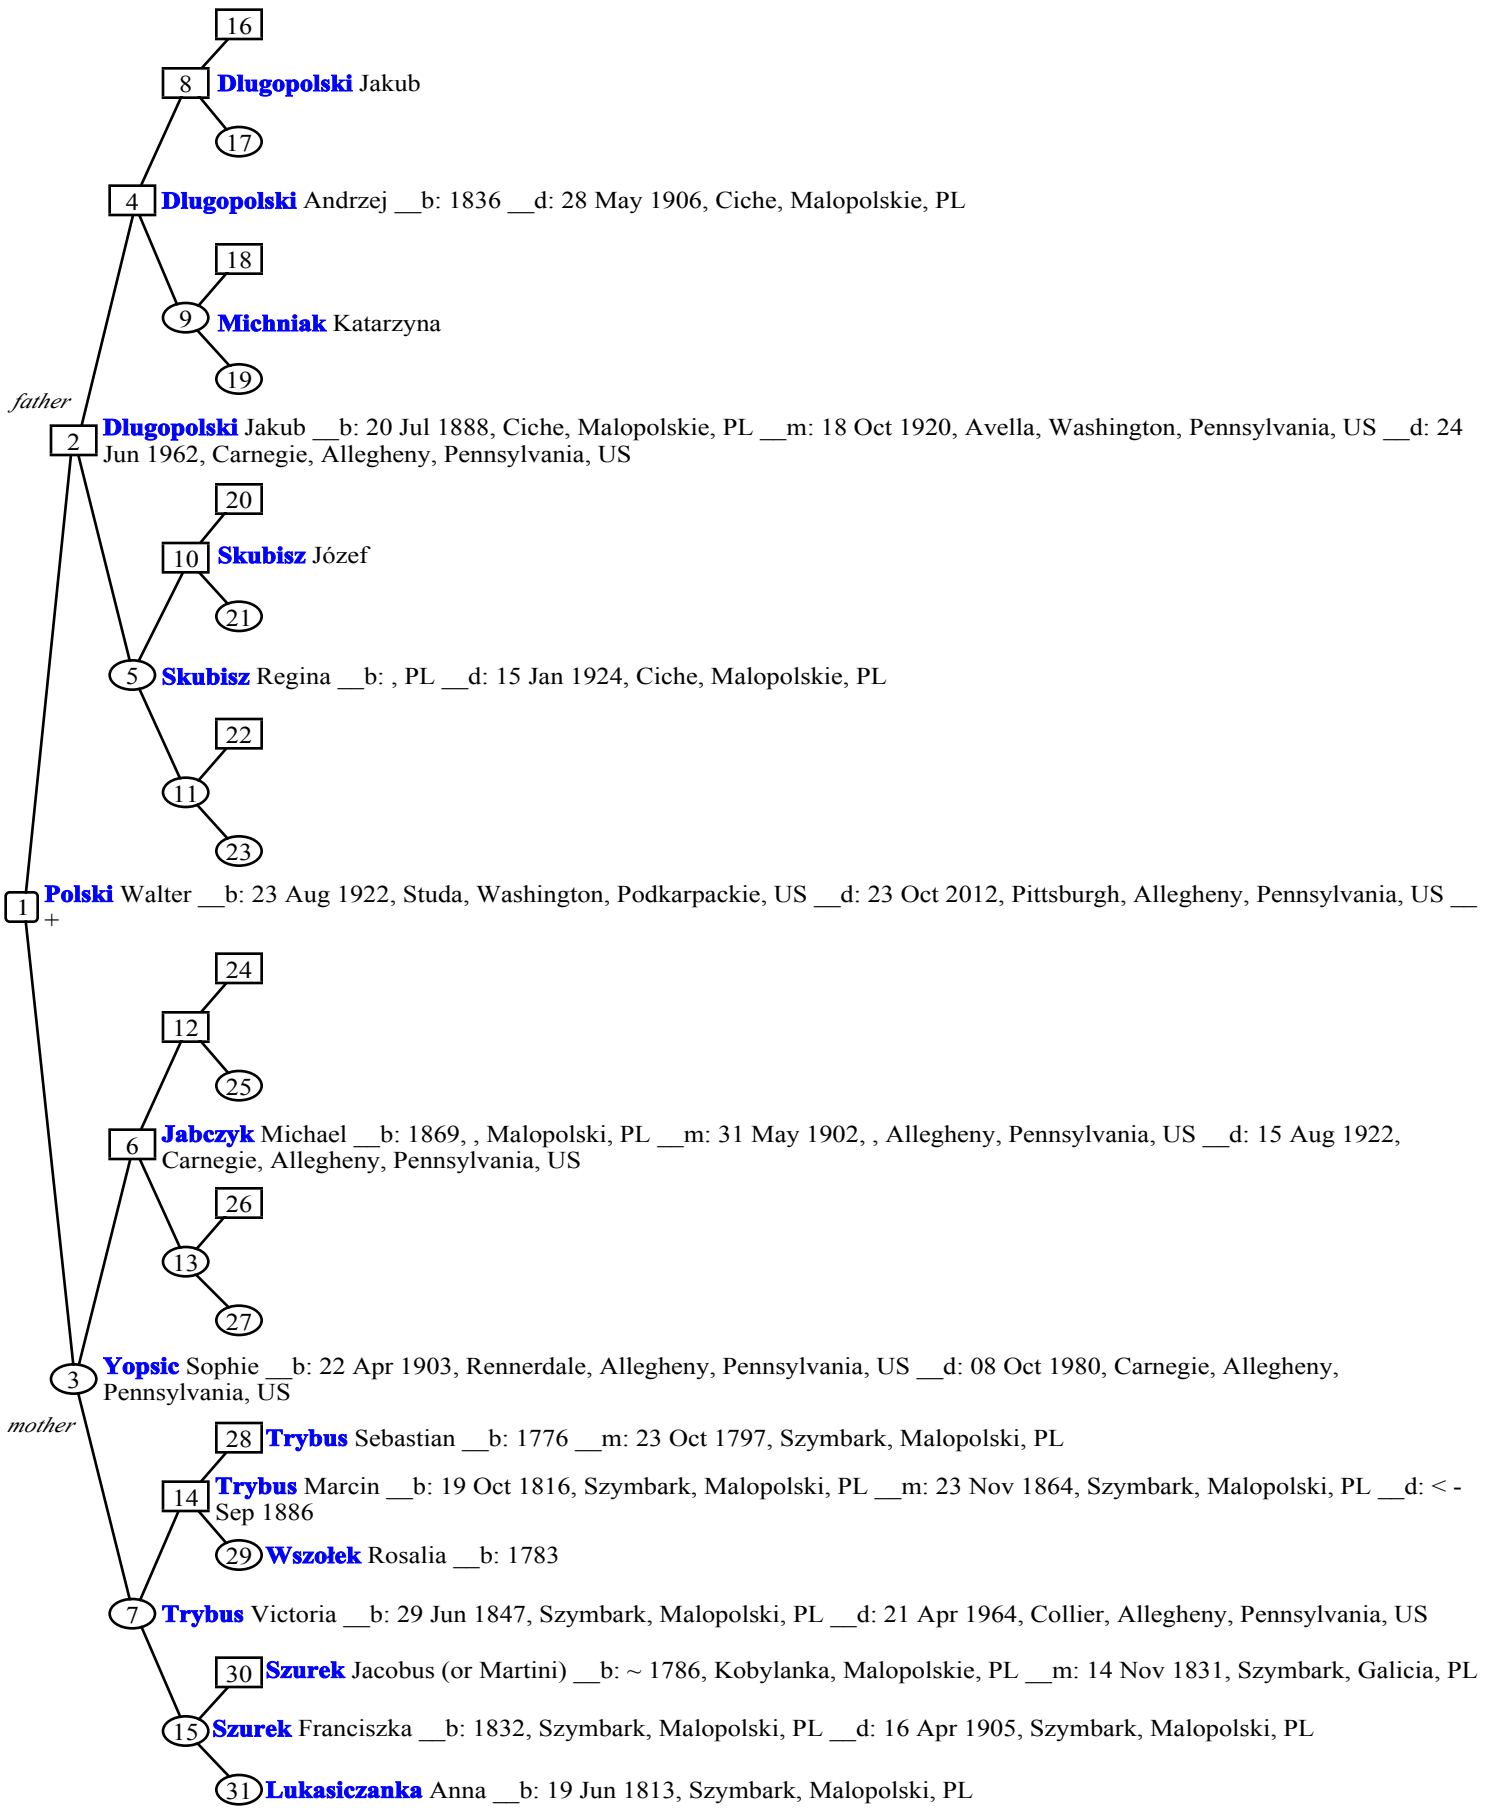 16
8 Dlugopolski Jakub
17
4 Dlugopolski Andrzej __b: 1836 __d: 28 May 1906, Ciche, Malopolskie, PL
18
9 Michniak Katarzyna
19
father
2 Dlugopolski Jakub __b: 20 Jul 1888, Ciche, Malopolskie, PL __m: 18 Oct 1920, Avella, Washington, Pennsylvania, US __d: 24
Jun 1962, Carnegie, Allegheny, Pennsylvania, US
20
10 Skubisz Józef
21
5 Skubisz Regina __b: , PL __d: 15 Jan 1924, Ciche, Malopolskie, PL
22
11
23
1 Polski Walter __b: 23 Aug 1922, Studa, Washington, Podkarpackie, US __d: 23 Oct 2012, Pittsburgh, Allegheny, Pennsylvania, US __
+
24
12
25
6 Jabczyk Michael __b: 1869, , Malopolski, PL __m: 31 May 1902, , Allegheny, Pennsylvania, US __d: 15 Aug 1922,
Carnegie, Allegheny, Pennsylvania, US
26
13
27
3 Yopsic Sophie __b: 22 Apr 1903, Rennerdale, Allegheny, Pennsylvania, US __d: 08 Oct 1980, Carnegie, Allegheny,
Pennsylvania, US
mother
28 Trybus Sebastian __b: 1776 __m: 23 Oct 1797, Szymbark, Malopolski, PL
14 Trybus Marcin __b: 19 Oct 1816, Szymbark, Malopolski, PL __m: 23 Nov 1864, Szymbark, Malopolski, PL __d: < -
Sep 1886
29 Wszołek Rosalia __b: 1783
7 Trybus Victoria __b: 29 Jun 1847, Szymbark, Malopolski, PL __d: 21 Apr 1964, Collier, Allegheny, Pennsylvania, US
30 Szurek Jacobus (or Martini) __b: ~ 1786, Kobylanka, Malopolskie, PL __m: 14 Nov 1831, Szymbark, Galicia, PL
15 Szurek Franciszka __b: 1832, Szymbark, Malopolski, PL __d: 16 Apr 1905, Szymbark, Malopolski, PL
31 Lukasiczanka Anna __b: 19 Jun 1813, Szymbark, Malopolski, PL